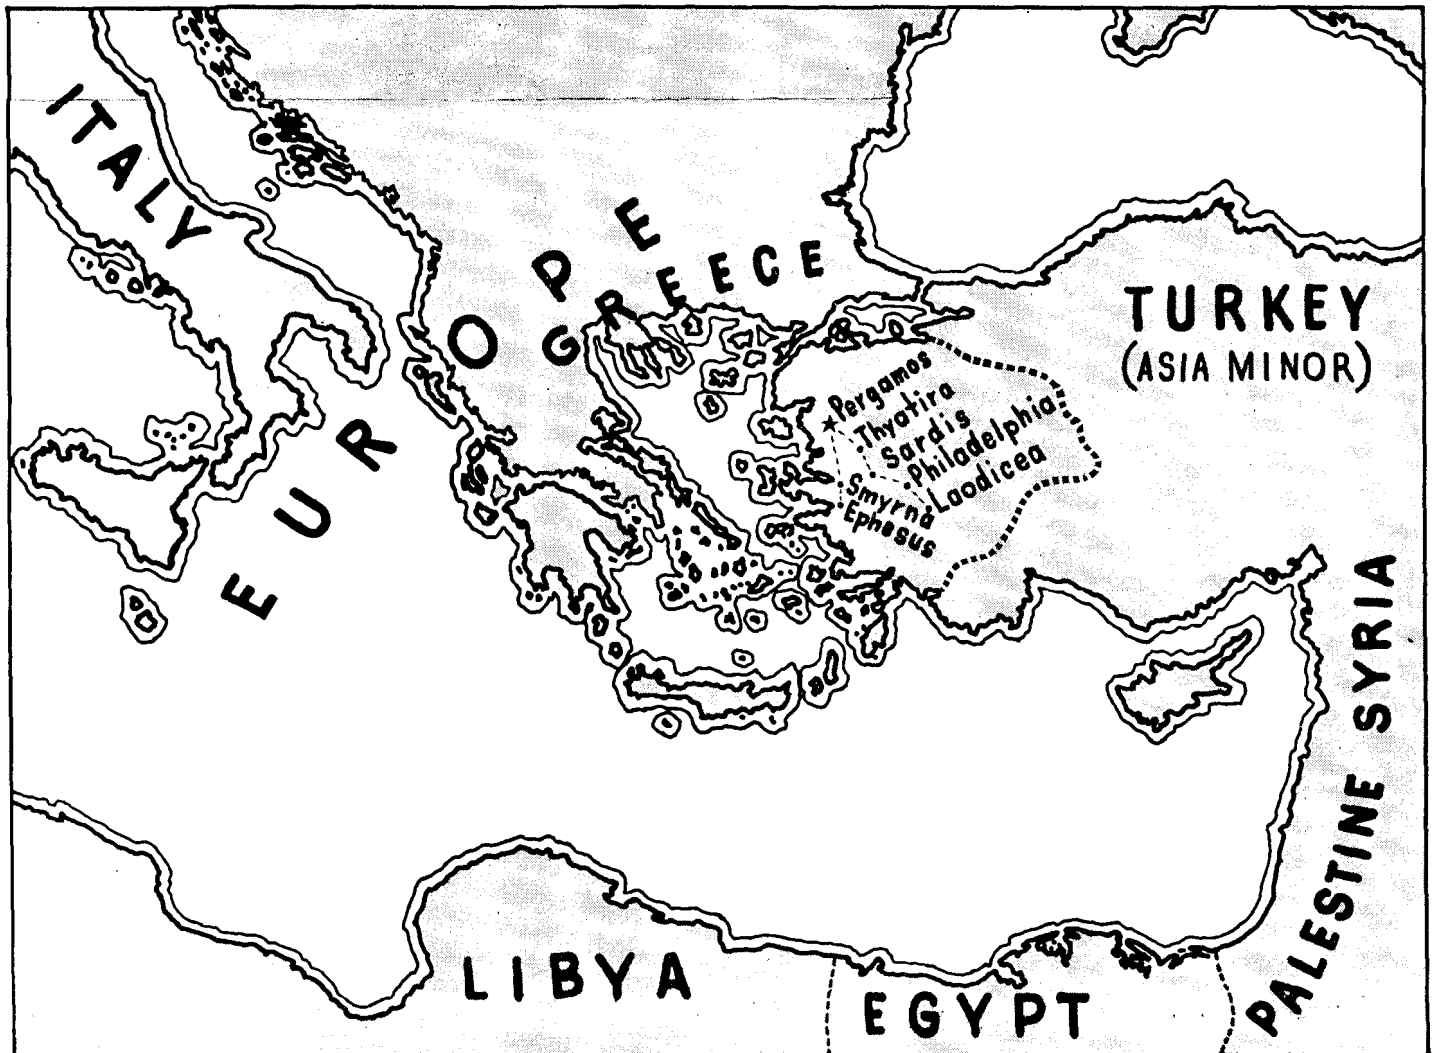 ITALY
EUROPE
GREECE
TURKEY
(ASIA MINOR)
Pergamos
Thyatira
Sardis
Philadelphia
Laodicea
Smyrna
Ephesus
SYRIA
PALESTINE
LIBYA
EGYPT